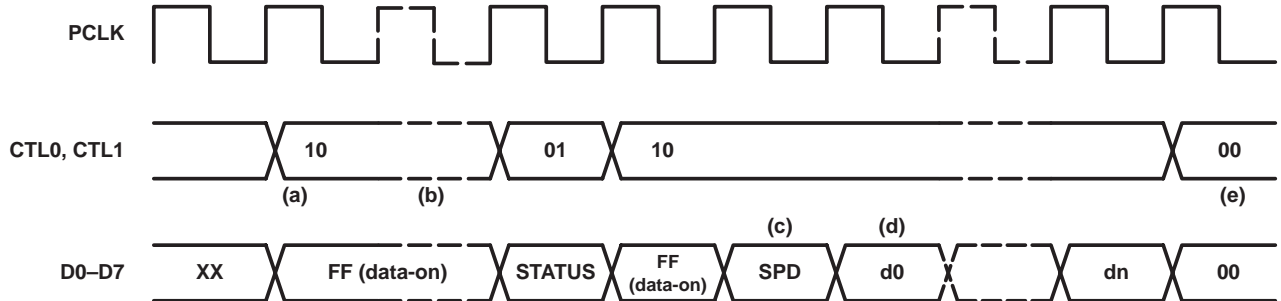 PCLK
CTL0, CTL1
10
01
10
00
(a)
(b)
(e)
(c)
(d)
D0–D7
XX
FF (data-on)
STATUS
FF
(data-on)
SPD
d0
dn
00